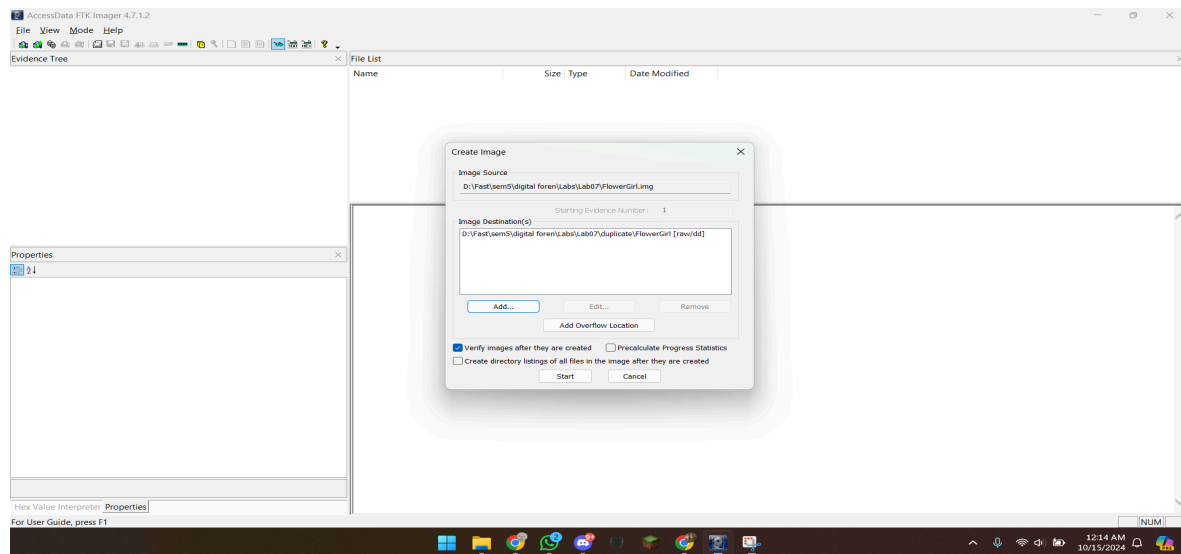 AccessData FTK Imager 4.7.1.2
File View Mode Help
Evidence Tree
File List
Name Size Type Date Modified
Create Image
Image Source
D:\Fast\sem5\digital foren\Labs\Lab07\FlowerGirl.img
Starting Evidence Number: 1
Image Destination(s)
D:\Fast\sem5\digital foren\Labs\Lab07\duplicate\FlowerGirl [raw/dd]
Add... Edit... Remove
Add Overflow Location
Verify images after they are created Precalculate Progress Statistics
Create directory listings of all files in the image after they are created
Start Cancel
Properties
Hex Value Interpreter Properties
For User Guide, press F1
NUM
12:14 AM
10/15/2024